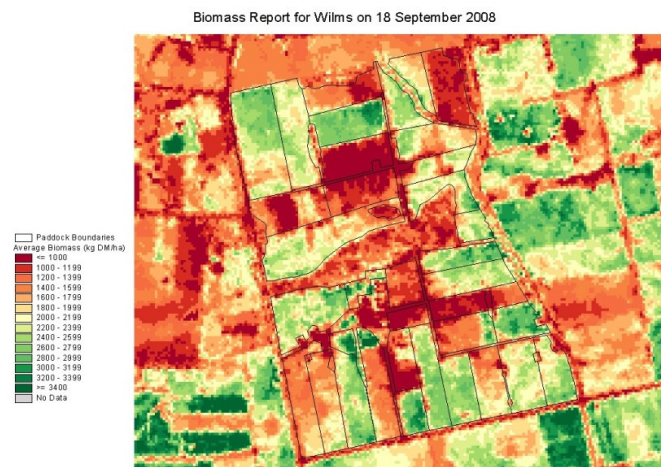 Biomass Report for Wilms on 18 September 2008
Paddock Boundaries
Average Biomass (kg DM/ha)
<= 1000
1000 - 1199
1200 - 1399
1400 - 1599
1600 - 1799
1800 - 1999
2000 - 2199
2200 - 2399
2400 - 2599
2600 - 2799
2800 - 2999
3000 - 3199
3200 - 3399
>= 3400
No Data